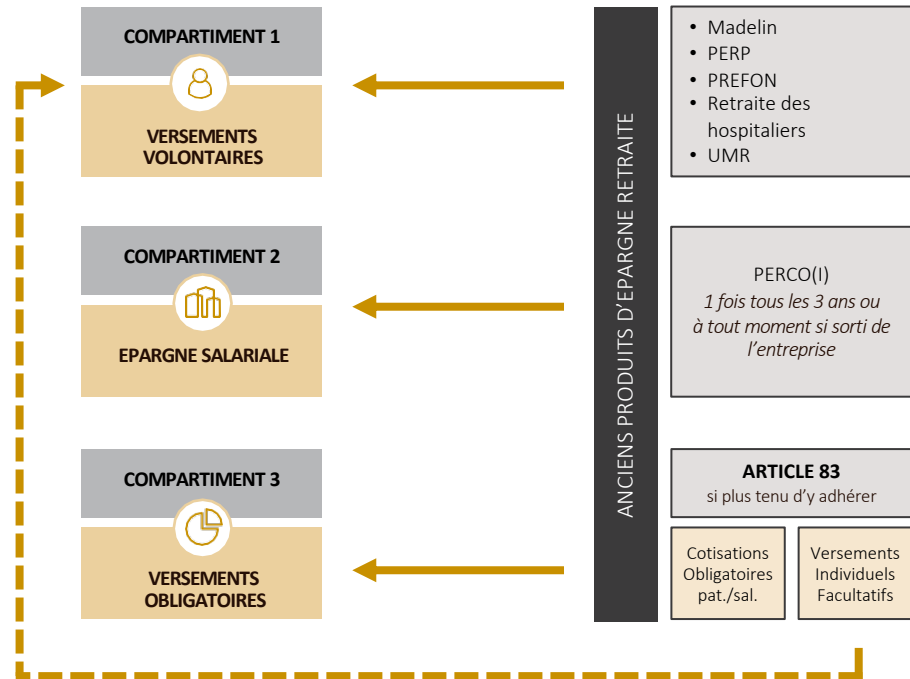 COMPARTIMENT 1
VERSEMENTS
VOLONTAIRES
COMPARTIMENT 2
EPARGNE SALARIALE
COMPARTIMENT 3
VERSEMENTS
OBLIGATOIRES
ANCIENS PRODUITS D'EPARGNE RETRAITE
• Madelin
• PERP
• PREFON
• Retraite des
hospitaliers
• UMR
PERCO(I)
1 fois tous les 3 ans ou
à tout moment si sorti de
l'entreprise
ARTICLE 83
si plus tenu d'y adhérer
Cotisations
Obligatoires
pat./sal.
Versements
Individuels
Facultatifs